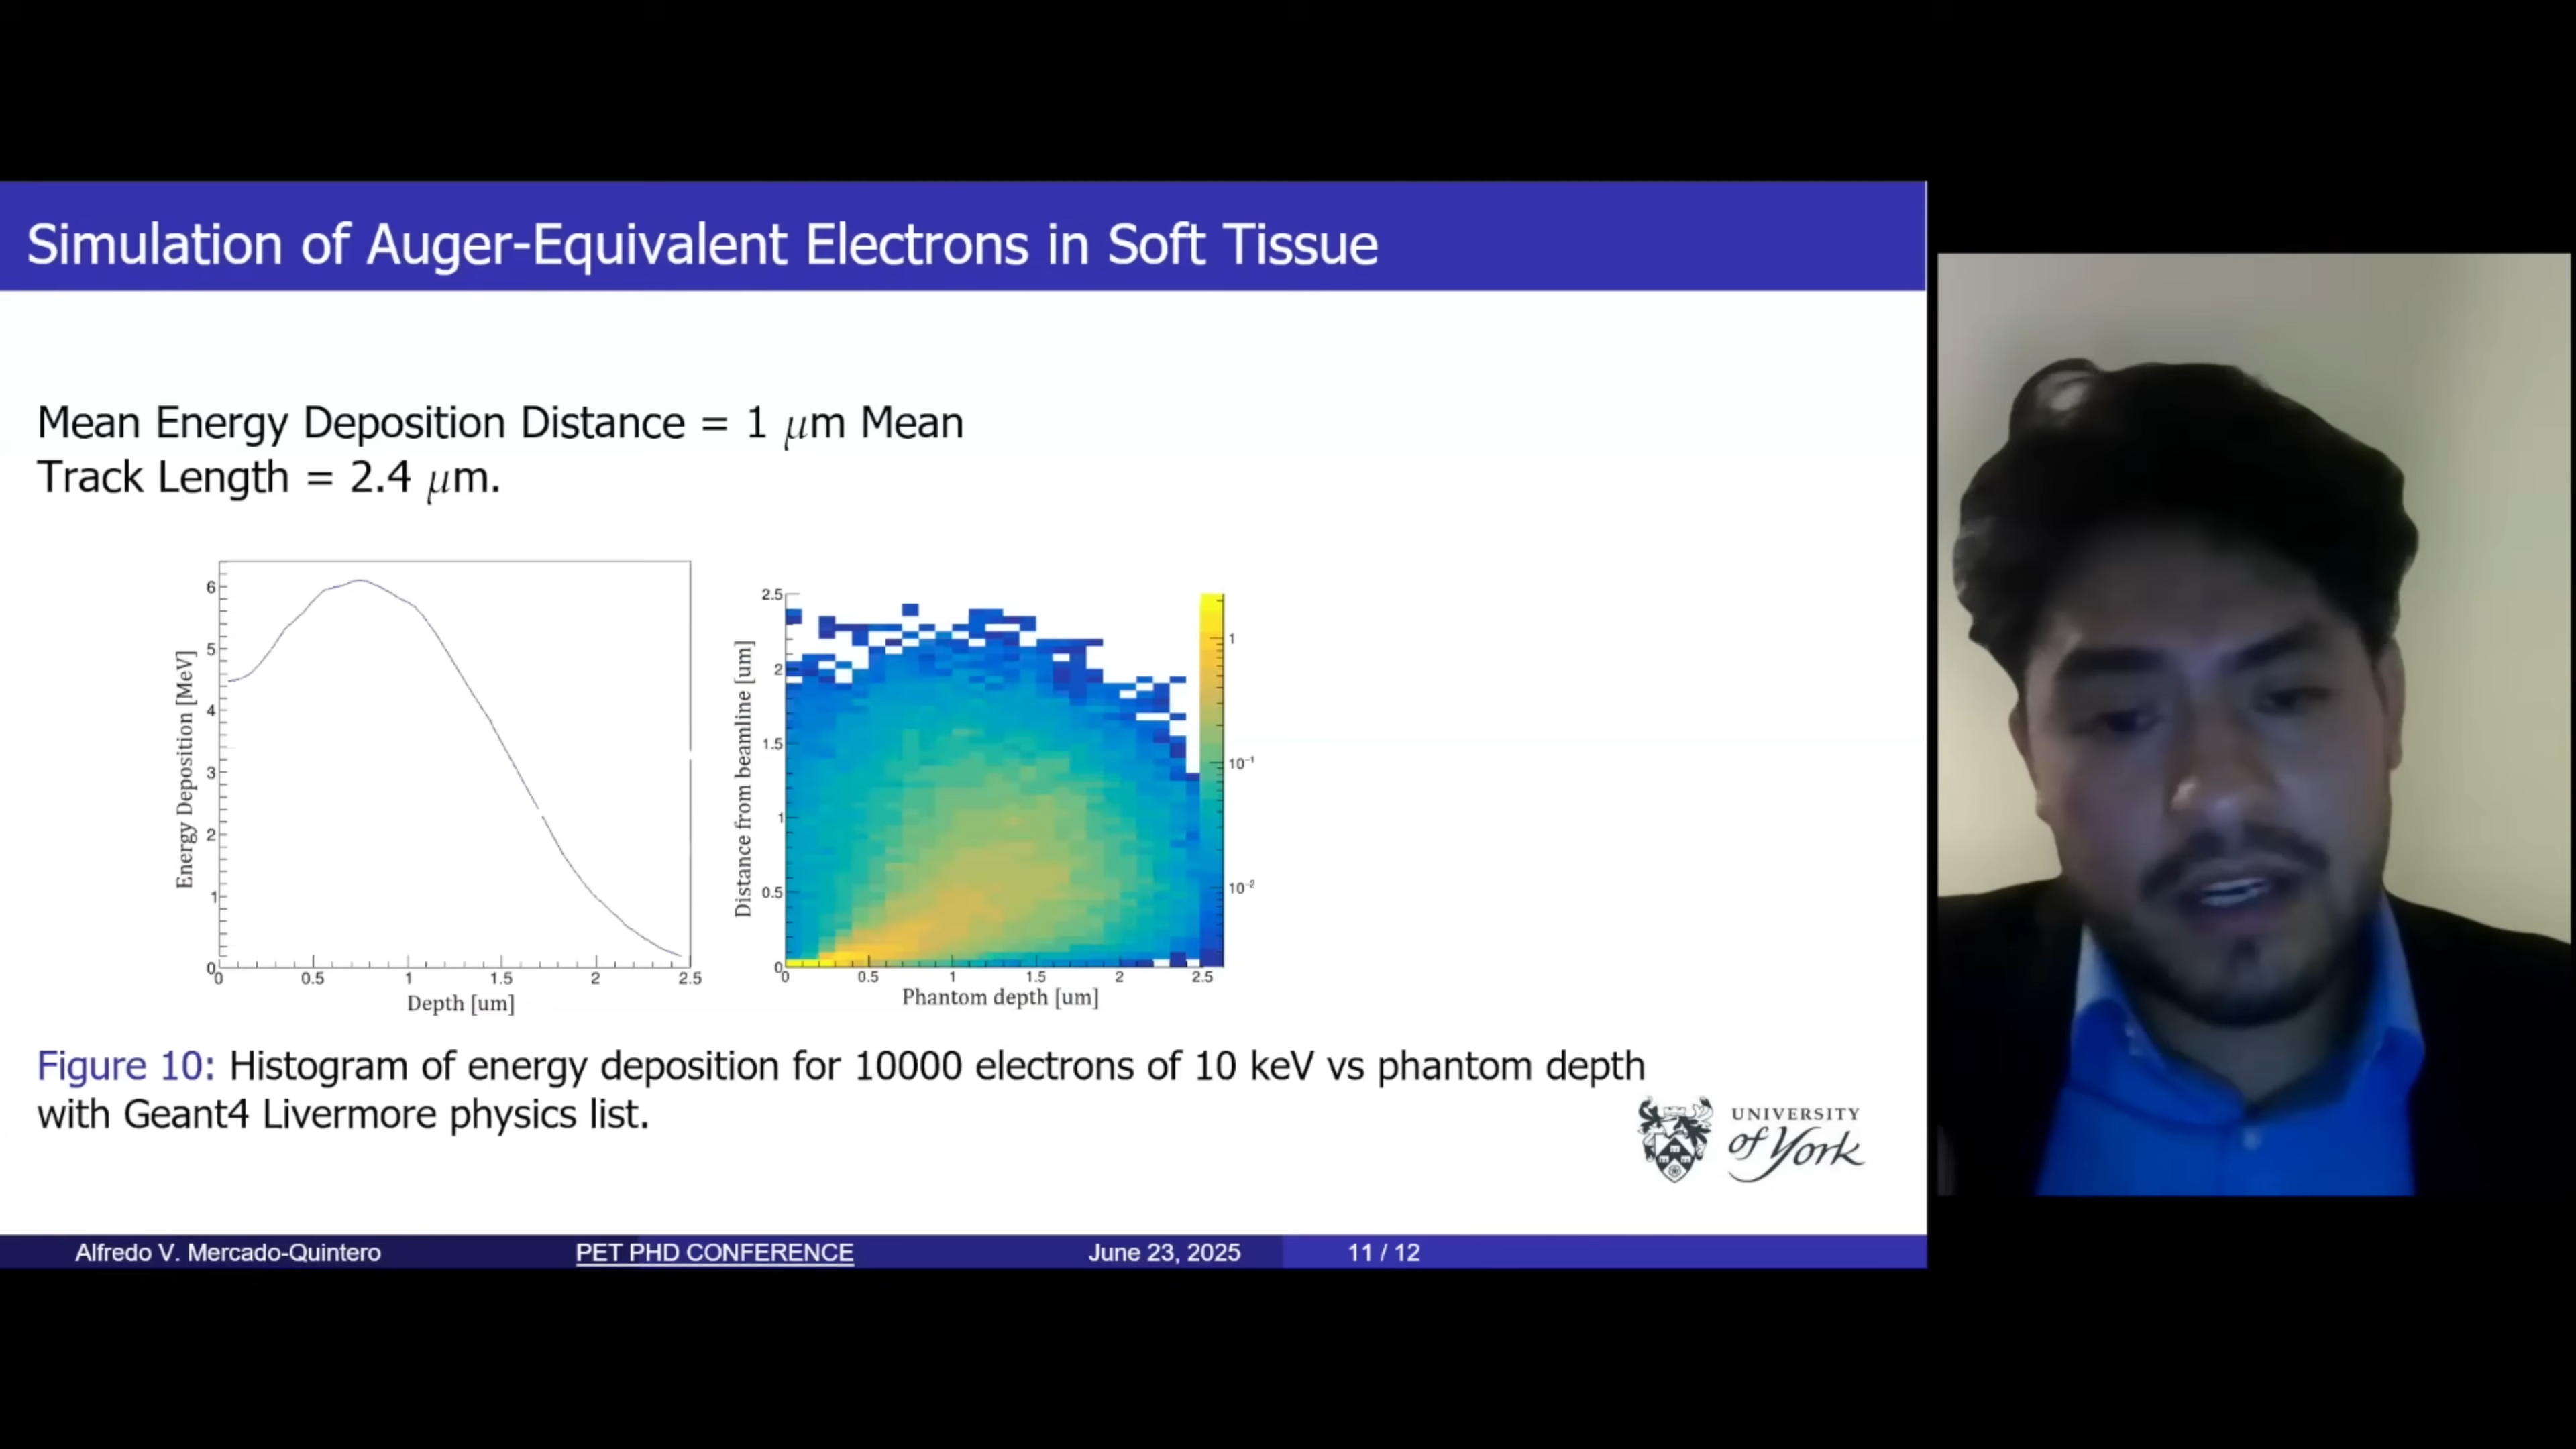 Simulation of Auger-Equivalent Electrons in Soft Tissue
Mean Energy Deposition Distance = 1 μm Mean
Track Length = 2.4 μm.
Energy Deposition [MeV]
6
5
4
3
2
1
0
0 0.5 1 1.5 2 2.5
Depth [um]
Distance from beamline [um]
2.5
2
1.5
1
0.5
0
0 0.5 1 1.5 2 2.5
Phantom depth [um]
1
10⁻¹
10⁻²
Figure 10: Histogram of energy deposition for 10000 electrons of 10 keV vs phantom depth
with Geant4 Livermore physics list.
UNIVERSITY
of York
Alfredo V. Mercado-Quintero PET PHD CONFERENCE June 23, 2025 11 / 12